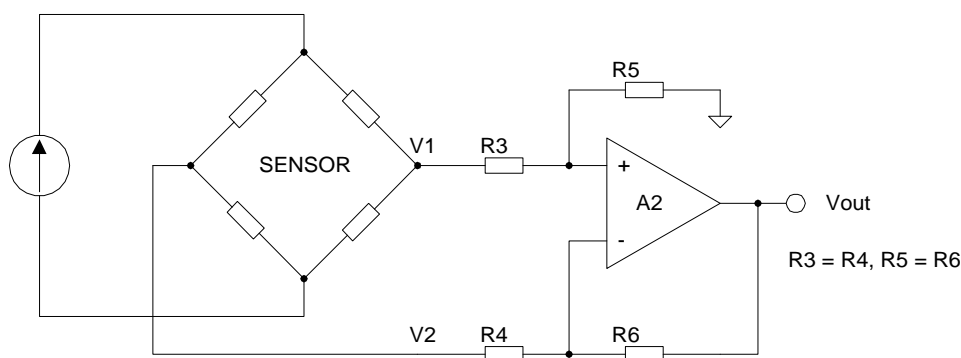 R5
V1
R3
SENSOR
+
A2
Vout
-
R3 = R4, R5 = R6
V2
R4
R6